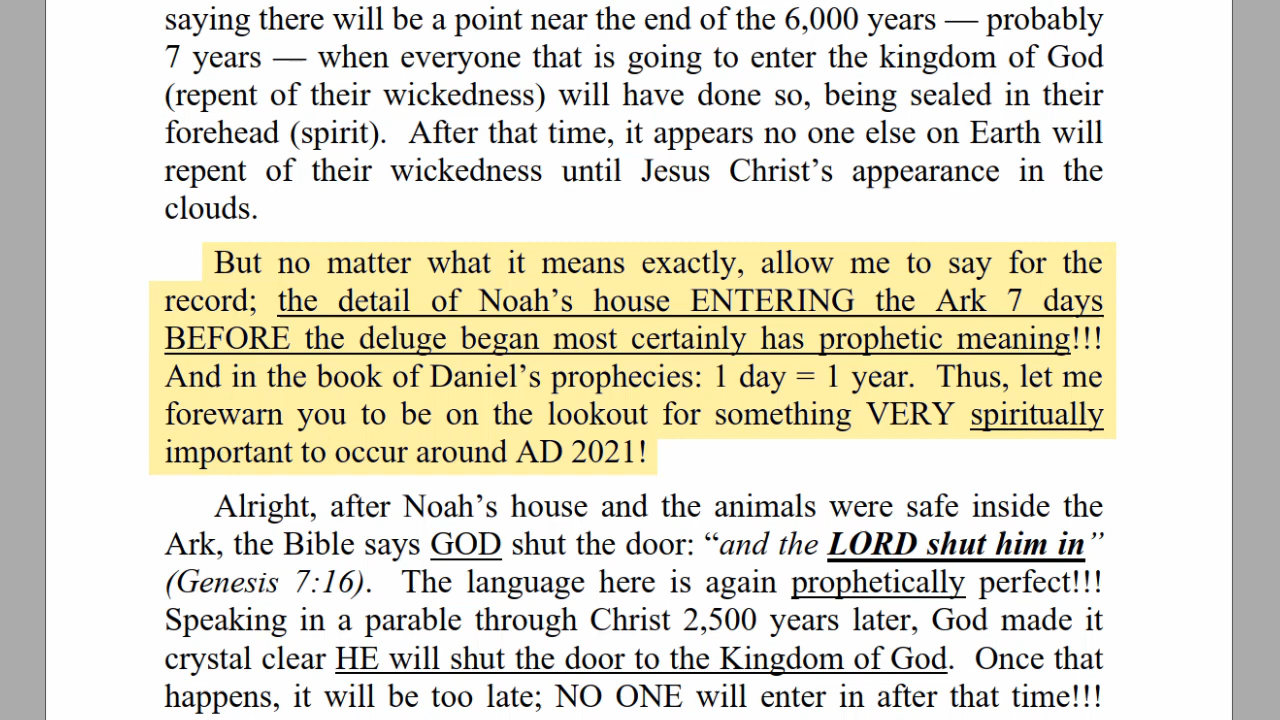 saying there will be a point near the end of the 6,000 years — probably
7 years — when everyone that is going to enter the kingdom of God
(repent of their wickedness) will have done so, being sealed in their
forehead (spirit).  After that time, it appears no one else on Earth will
repent of their wickedness until Jesus Christ’s appearance in the
clouds.
But no matter what it means exactly, allow me to say for the
record; the detail of Noah’s house ENTERING the Ark 7 days
BEFORE the deluge began most certainly has prophetic meaning!!!
And in the book of Daniel’s prophecies: 1 day = 1 year.  Thus, let me
forewarn you to be on the lookout for something VERY spiritually
important to occur around AD 2021!
Alright, after Noah’s house and the animals were safe inside the
Ark, the Bible says GOD shut the door: “and the LORD shut him in”
(Genesis 7:16).  The language here is again prophetically perfect!!!
Speaking in a parable through Christ 2,500 years later, God made it
crystal clear HE will shut the door to the Kingdom of God.  Once that
happens, it will be too late; NO ONE will enter in after that time!!!